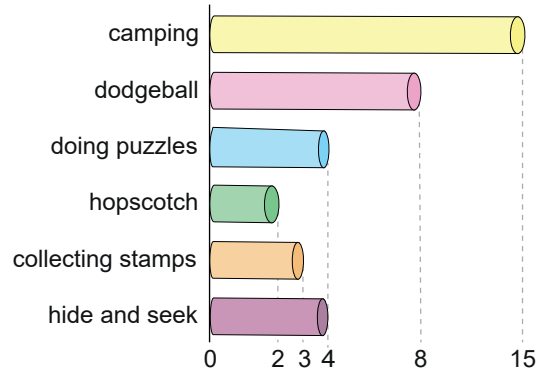 camping
dodgeball
doing puzzles
hopscotch
collecting stamps
hide and seek
0 2 3 4 8 15